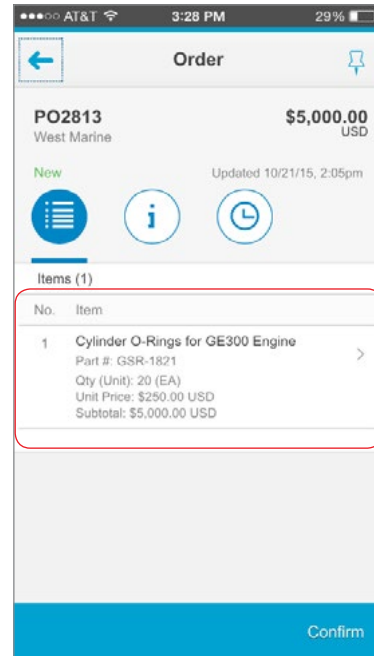 AT&T 3:28 PM 29%
Order
PO2813 $5,000.00
West Marine USD
New Updated 10/21/15, 2:05pm
i
Items (1)
No. Item
1 Cylinder O-Rings for GE300 Engine
Part #: GSR-1821
Qty (Unit): 20 (EA)
Unit Price: $250.00 USD
Subtotal: $5,000.00 USD
Confirm